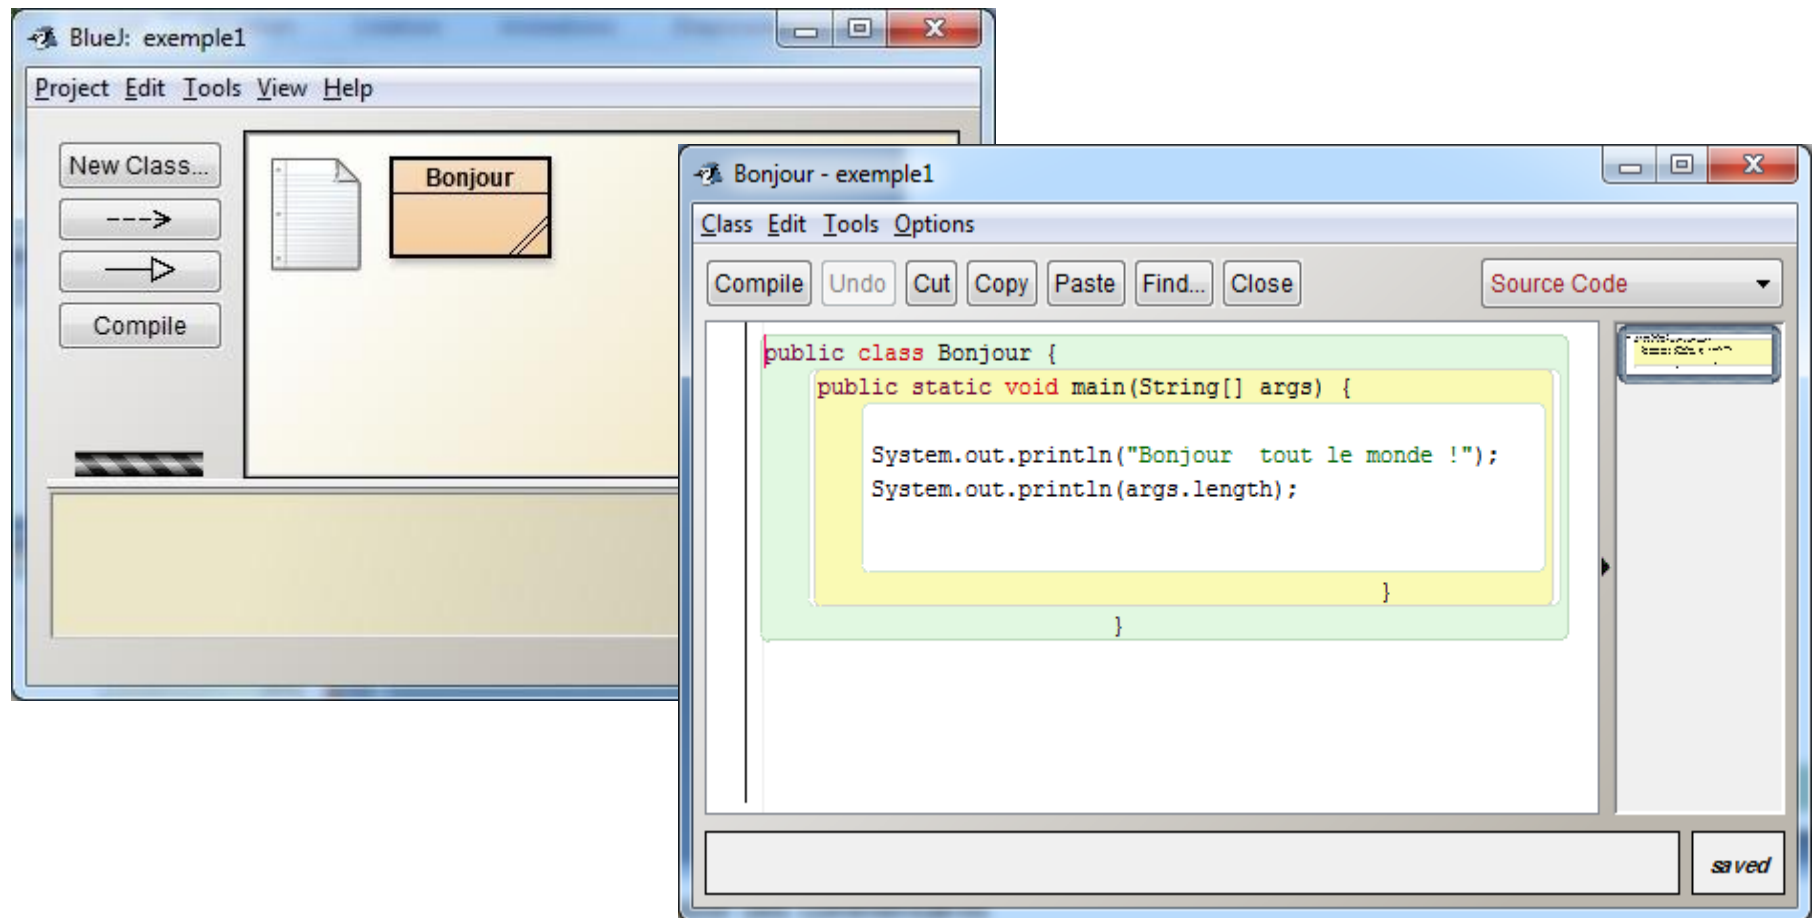 BlueJ: exemple1
Project Edit Tools View Help
New Class...
Compile
Bonjour
Bonjour - exemple1
Class Edit Tools Options
Compile Undo Cut Copy Paste Find... Close Source Code
public class Bonjour {
public static void main(String[] args) {
System.out.println("Bonjour  tout le monde !");
System.out.println(args.length);
}
}
saved